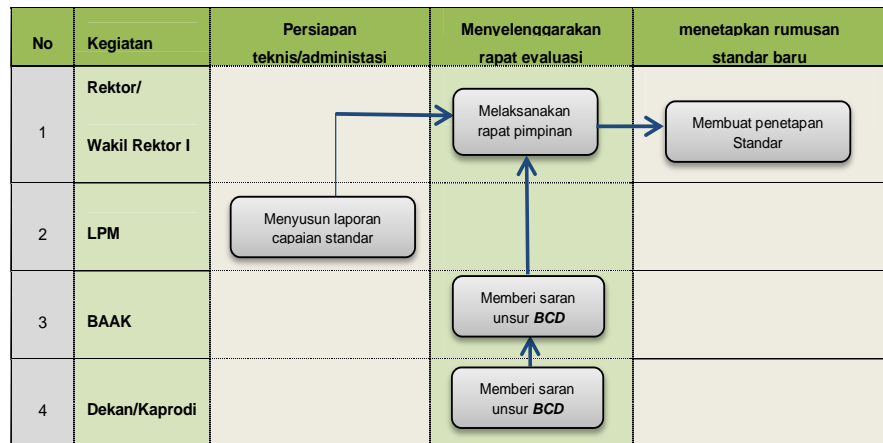 No
Kegiatan
Persiapan
teknis/administasi
Menyelenggarakan
rapat evaluasi
menetapkan rumusan
standar baru
1
Rektor/
Wakil Rektor I
Melaksanakan
rapat pimpinan
Membuat penetapan
Standar
2
LPM
Menyusun laporan
capaian standar
3
BAAK
Memberi saran
unsur BCD
4
Dekan/Kaprodi
Memberi saran
unsur BCD